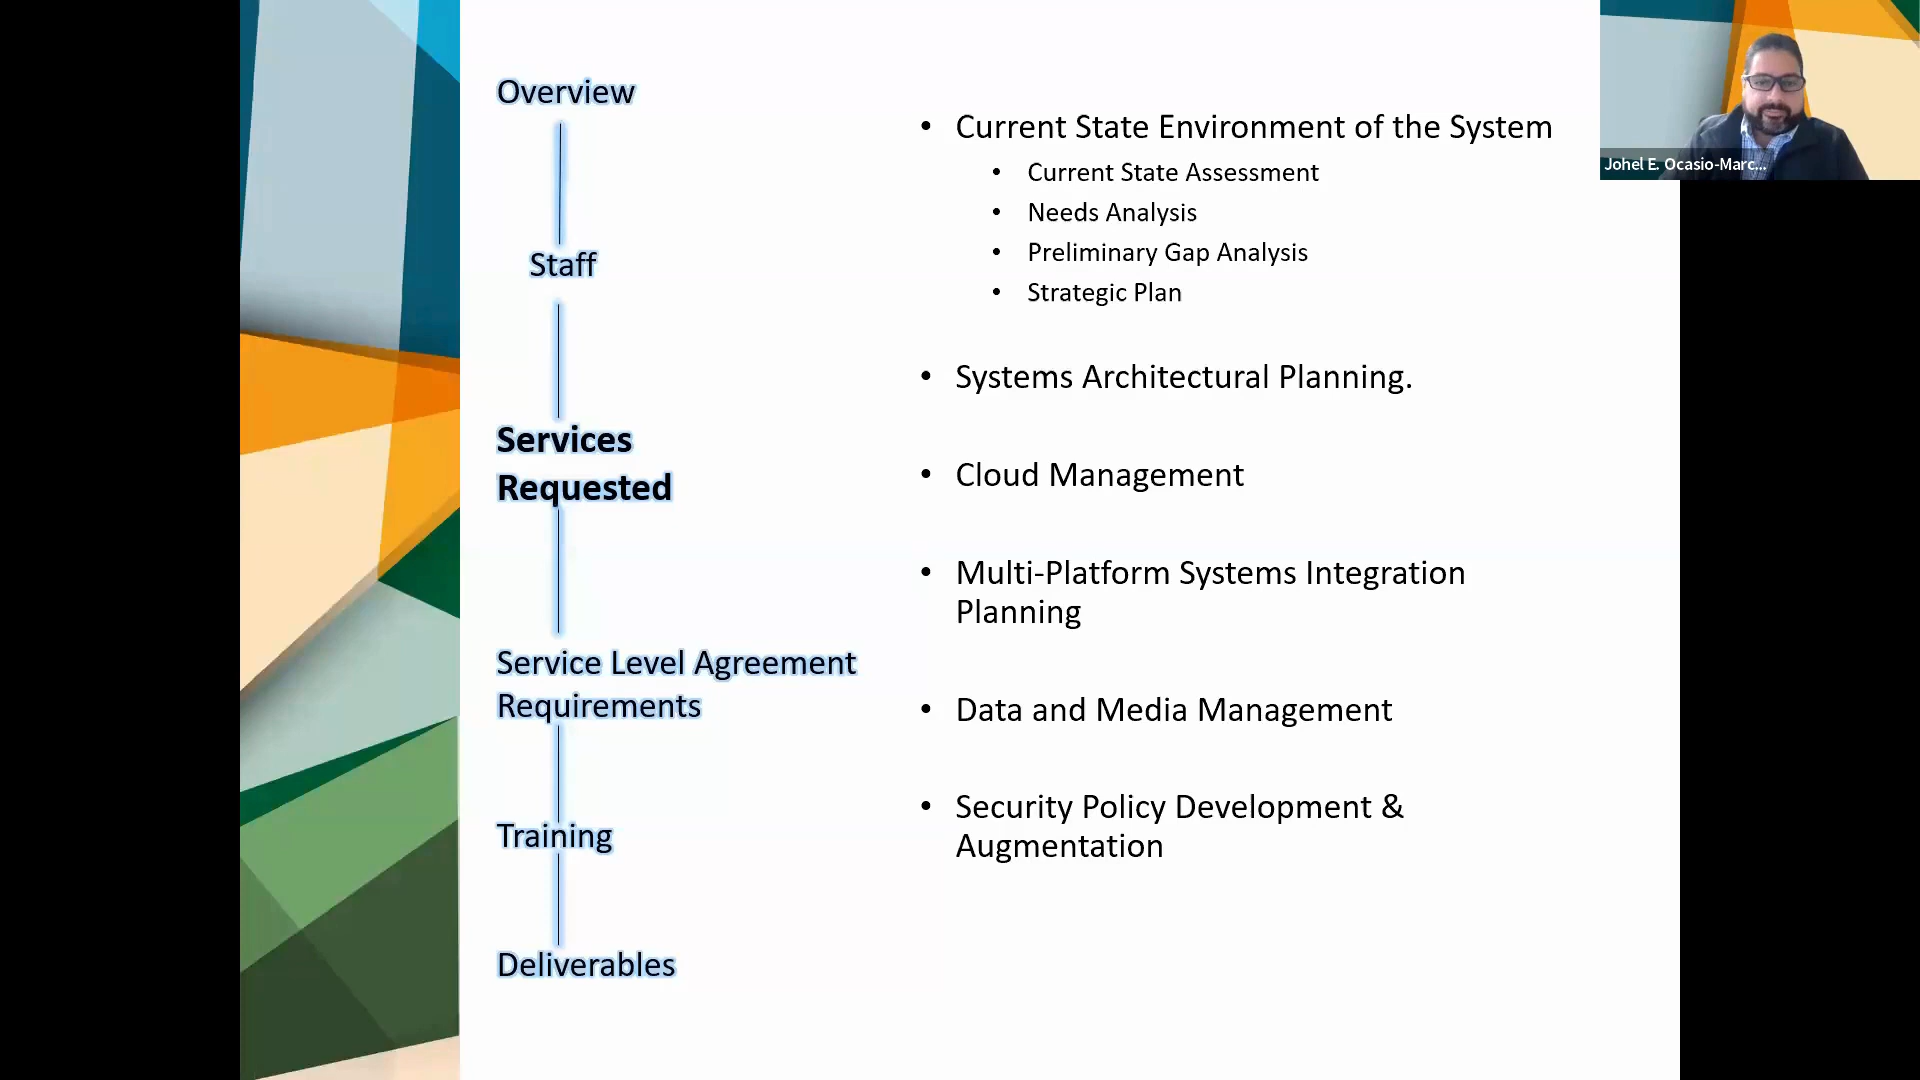 Overview
Staff
Services
Requested
Service Level Agreement
Requirements
Training
Deliverables
• Current State Environment of the System
• Current State Assessment
• Needs Analysis
• Preliminary Gap Analysis
• Strategic Plan
• Systems Architectural Planning.
• Cloud Management
• Multi-Platform Systems Integration
Planning
• Data and Media Management
• Security Policy Development &
Augmentation
Johel E. Ocasio-Marc...